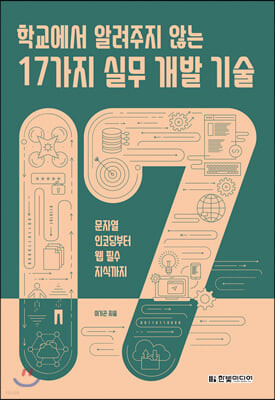 학교에서 알려주지 않는
17가지 실무 개발 기술
17
문자열
인코딩부터
웹 필수
지식까지
이기곤 지음
한빛미디어